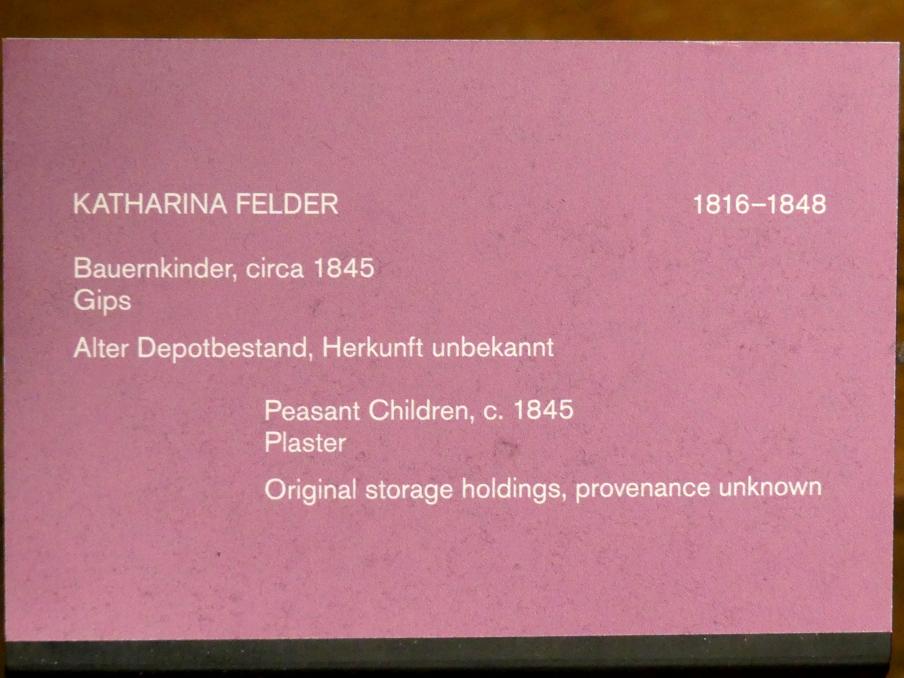 KATHARINA FELDER 1816–1848
Bauernkinder, circa 1845
Gips
Alter Depotbestand, Herkunft unbekannt
Peasant Children, c. 1845
Plaster
Original storage holdings, provenance unknown